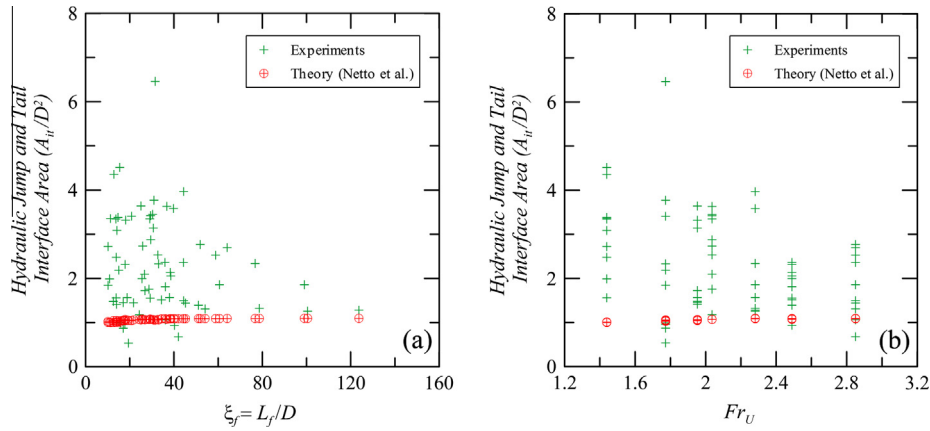 8
6
4
2
0
Hydraulic Jump and Tail
Interface Area (A_it/D²)
Experiments
Theory (Netto et al.)
(a)
0 40 80 120 160
ξ_f = L_f/D
8
6
4
2
0
Hydraulic Jump and Tail
Interface Area (A_it/D²)
Experiments
Theory (Netto et al.)
(b)
1.2 1.6 2 2.4 2.8 3.2
Fr_U